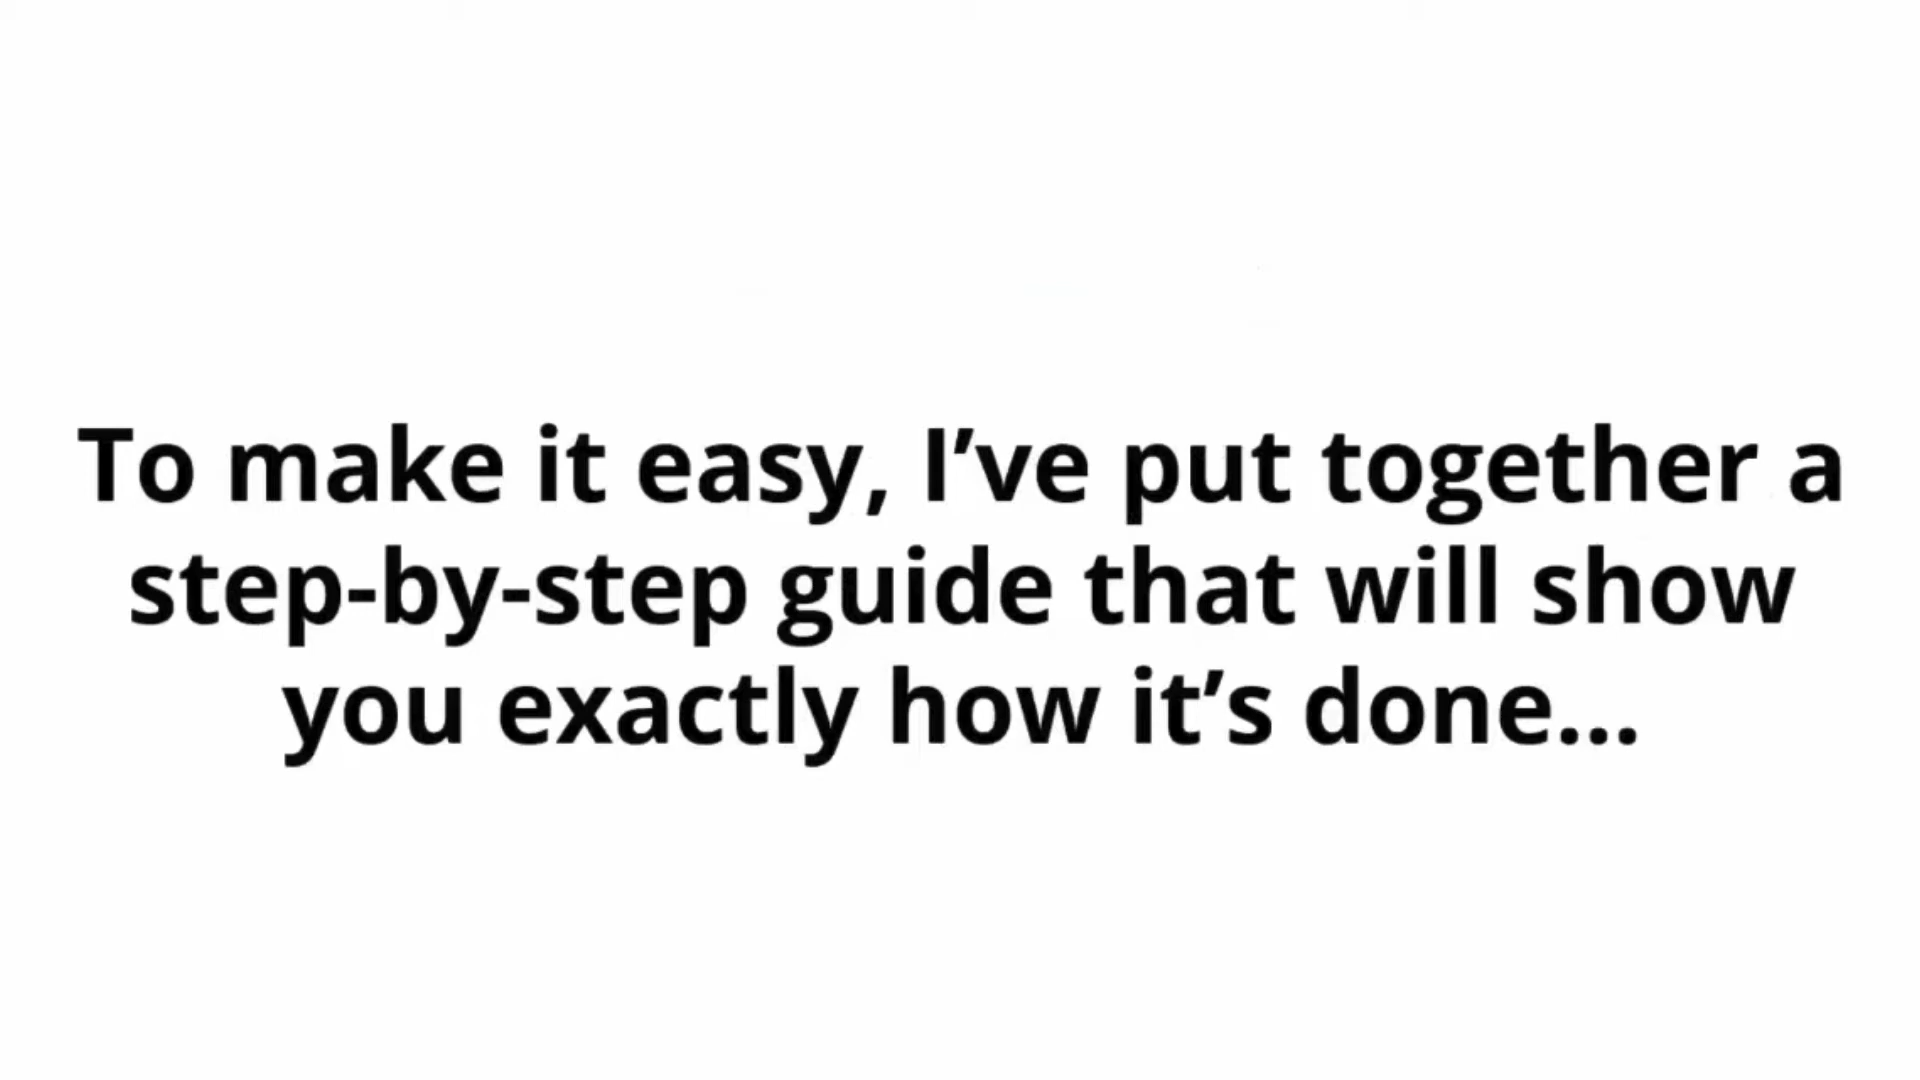 To make it easy, I’ve put together a
step-by-step guide that will show
you exactly how it’s done...